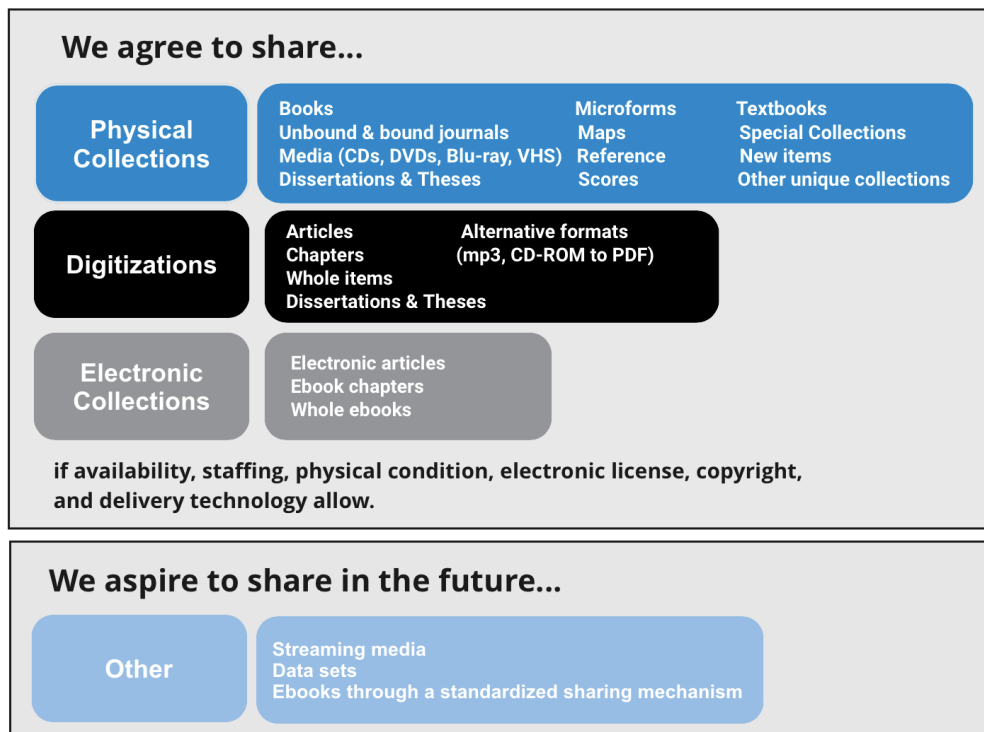 We agree to share...
Physical
Collections
Books
Unbound & bound journals
Media (CDs, DVDs, Blu-ray, VHS)
Dissertations & Theses
Microforms
Maps
Reference
Scores
Textbooks
Special Collections
New items
Other unique collections
Digitizations
Articles
Chapters
Whole items
Dissertations & Theses
Alternative formats
(mp3, CD-ROM to PDF)
Electronic
Collections
Electronic articles
Ebook chapters
Whole ebooks
if availability, staffing, physical condition, electronic license, copyright,
and delivery technology allow.
We aspire to share in the future...
Other
Streaming media
Data sets
Ebooks through a standardized sharing mechanism